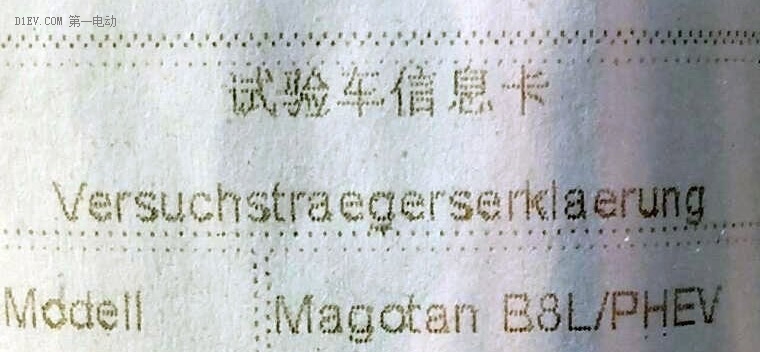 D1EV.COM 第一电动
试验车信息卡
Versuchstraegerserklaerung
Modell Magotan B8L/PHEV